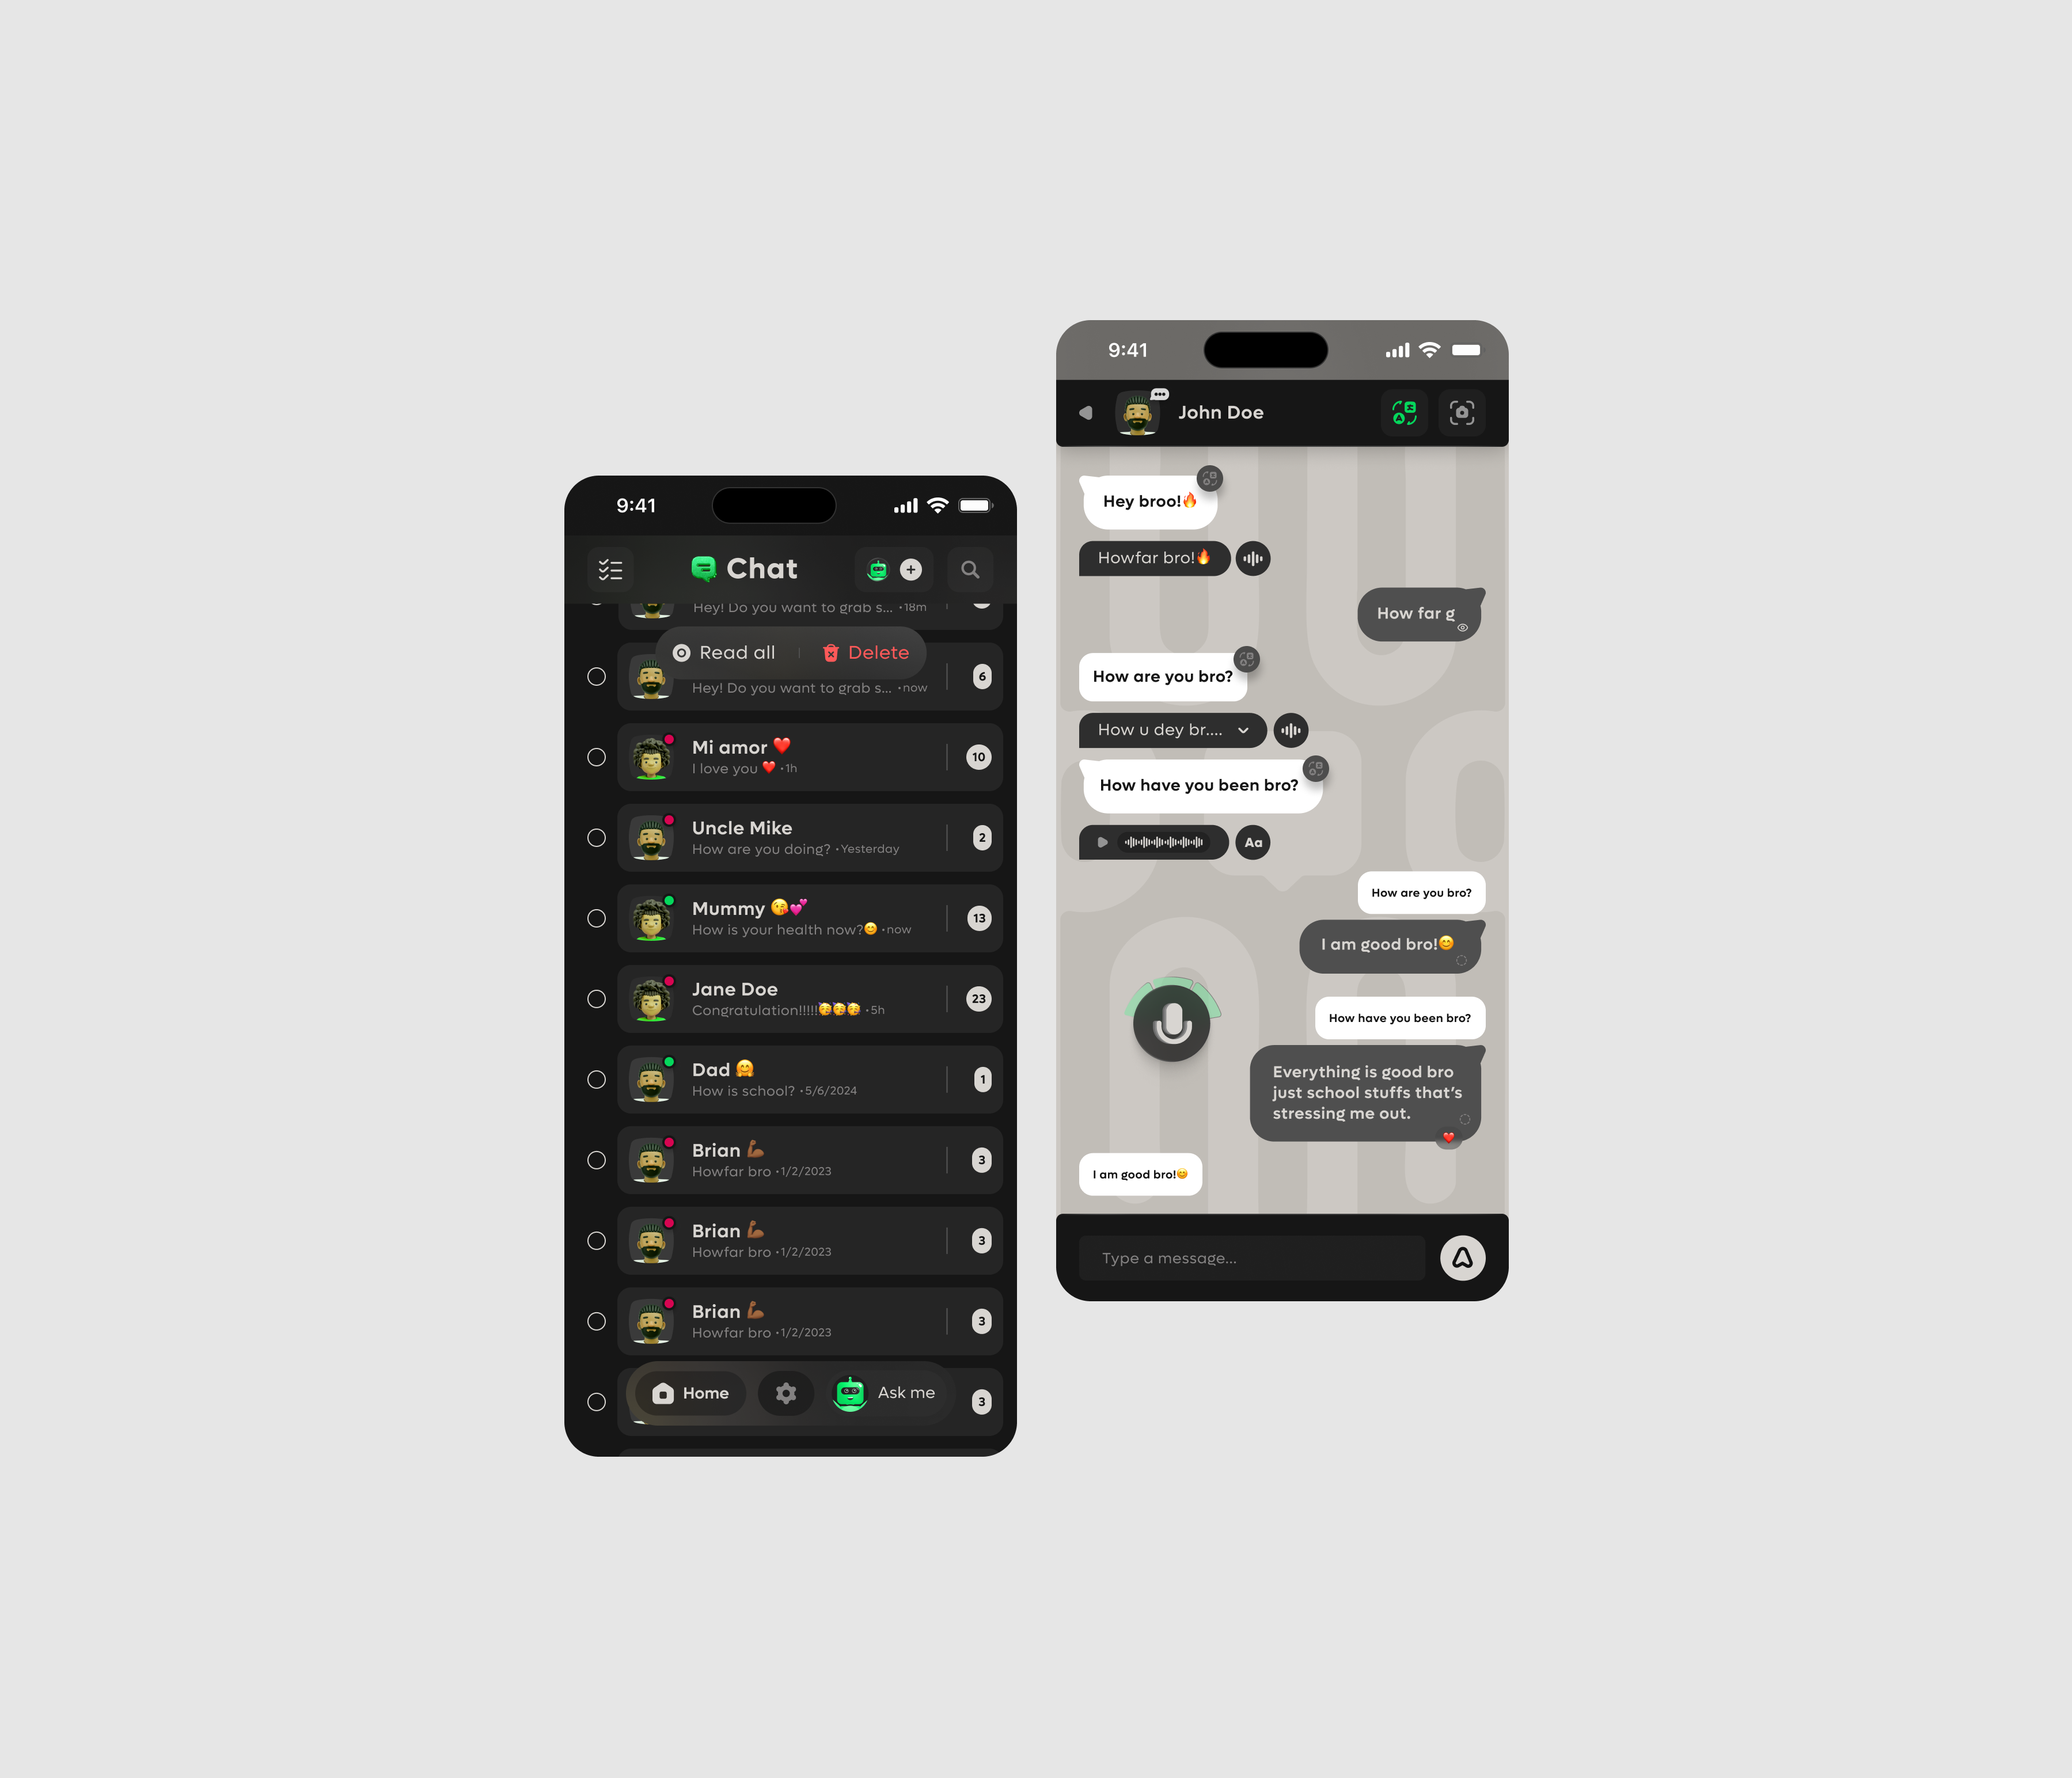 9:41
Chat
Hey! Do you want to grab s... •18m
Read all
Delete
Hey! Do you want to grab s... •now
6
Mi amor ❤️
I love you ❤️ •1h
10
Uncle Mike
How are you doing? •Yesterday
2
Mummy 😘💕
How is your health now?😊 •now
13
Jane Doe
Congratulation!!!!!🥳🥳🥳 •5h
23
Dad 🤗
How is school? •5/6/2024
1
Brian 💪🏾
Howfar bro •1/2/2023
3
Brian 💪🏾
Howfar bro •1/2/2023
3
Brian 💪🏾
Howfar bro •1/2/2023
3
Home
Ask me
3
9:41
John Doe
Hey broo!🔥
Howfar bro!🔥
How far g
How are you bro?
How u dey br....
How have you been bro?
Aa
How are you bro?
I am good bro!😊
How have you been bro?
Everything is good bro
just school stuffs that's
stressing me out.
❤️
I am good bro!😊
Type a message...